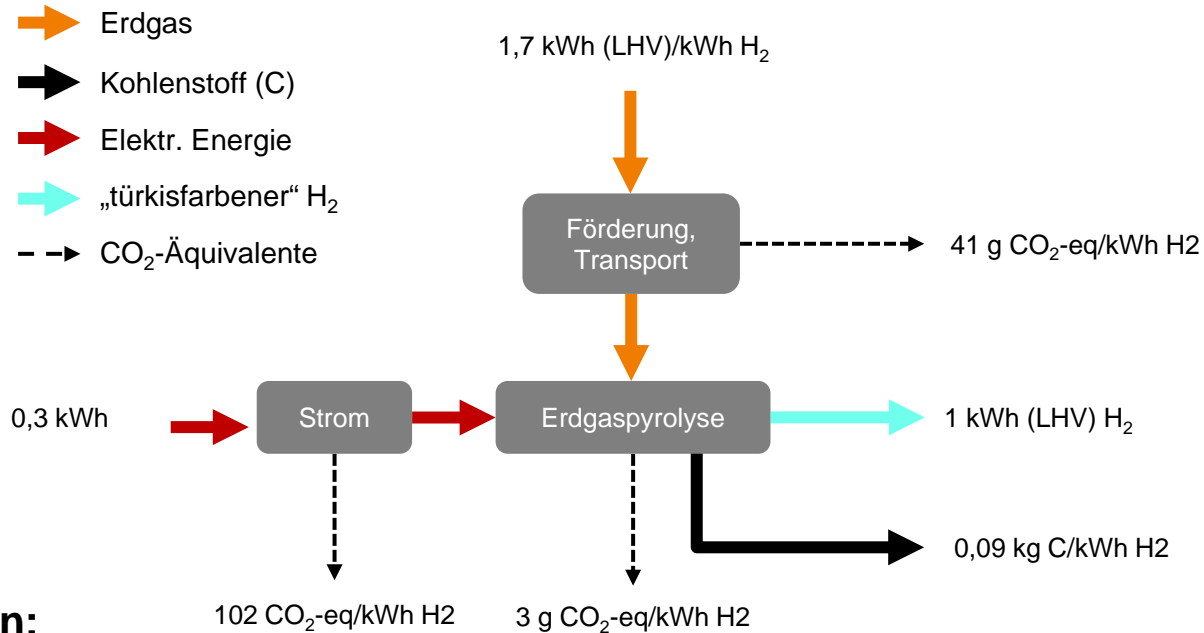 Erdgas
Kohlenstoff (C)
Elektr. Energie
„türkisfarbener“ H₂
CO₂-Äquivalente
1,7 kWh (LHV)/kWh H₂
Förderung,
Transport
41 g CO₂-eq/kWh H2
0,3 kWh
Strom
Erdgaspyrolyse
1 kWh (LHV) H₂
0,09 kg C/kWh H2
102 CO₂-eq/kWh H2
3 g CO₂-eq/kWh H2
n: